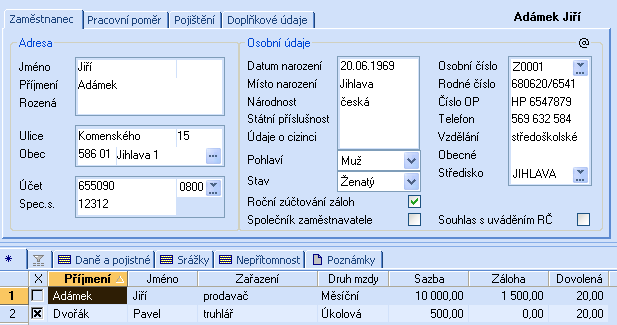 Zaměstnanec Pracovní poměr Pojištění Doplňkové údaje Adámek Jiří
Adresa Osobní údaje @
Jméno Jiří Datum narození 20.06.1969 Osobní číslo Z0001
Příjmení Adámek Místo narození Jihlava Rodné číslo 680620/6541
Rozená Národnost česká Číslo OP HP 6547879
Státní příslušnost Telefon 569 632 584
Ulice Komenského 15 Údaje o cizinci Vzdělání středoškolské
Obec 586 01 Jihlava 1 ... Pohlaví Muž Obecné
Účet 655090 0800 Stav Ženatý Středisko JIHLAVA
Spec.s. 12312 Roční zúčtování záloh
Společník zaměstnavatele Souhlas s uváděním RČ
* Daně a pojistné Srážky Nepřítomnost Poznámky
X Příjmení Jméno Zařazení Druh mzdy Sazba Záloha Dovolená
1 Adámek Jiří prodavač Měsíční 10 000,00 1 500,00 20,00
2 Dvořák Pavel truhlář Úkolová 500,00 0,00 20,00